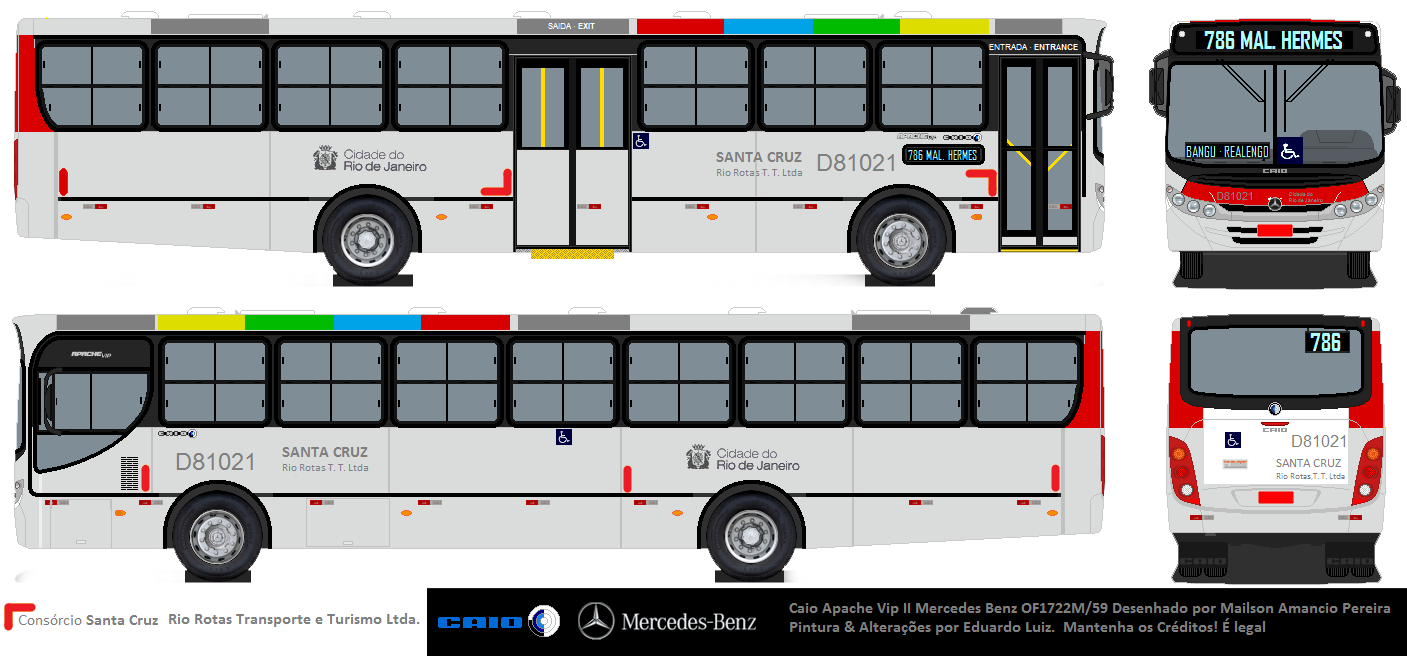 SAIDA · EXIT
ENTRADA · ENTRANCE
APACHE VIP CAIO
Cidade do
Rio de Janeiro
SANTA CRUZ
Rio Rotas T. T. Ltda
D81021
786 MAL. HERMES
786 MAL. HERMES
BANGU · REALENGO
CAIO
D81021
Cidade do
Rio de Janeiro
APACHE VIP
CAIO
D81021
SANTA CRUZ
Rio Rotas T. T. Ltda
Cidade do
Rio de Janeiro
786
CAIO
D81021
SANTA CRUZ
Rio Rotas,T. T. Ltda
CAIO
CAIO
Consórcio Santa Cruz Rio Rotas Transporte e Turismo Ltda.
CAIO
Mercedes-Benz
Caio Apache Vip II Mercedes Benz OF1722M/59 Desenhado por Mailson Amancio Pereira
Pintura & Alterações por Eduardo Luiz. Mantenha os Créditos! É legal